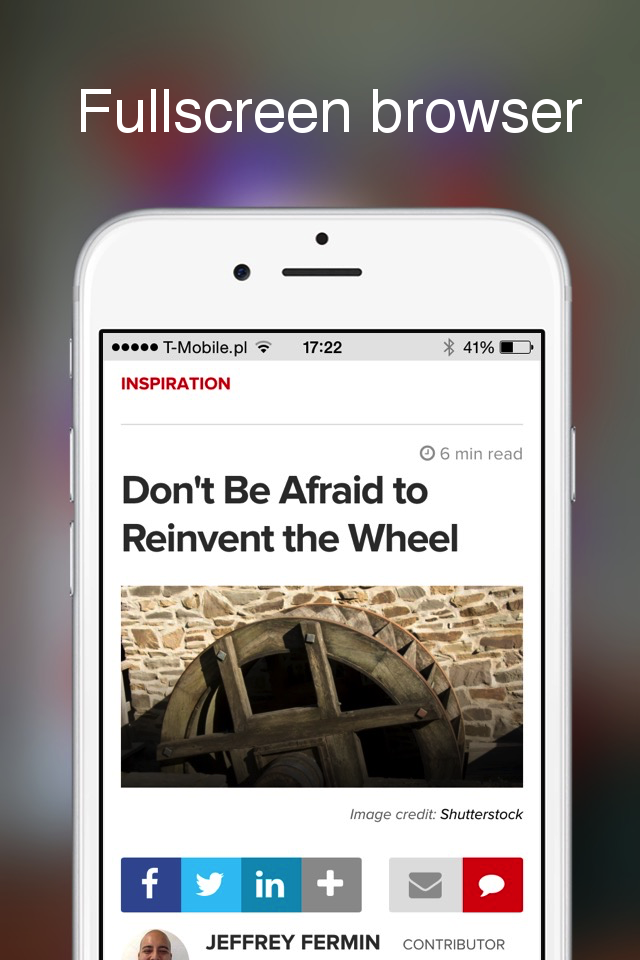 Fullscreen browser
T-Mobile.pl 17:22 41%
INSPIRATION
6 min read
Don't Be Afraid to
Reinvent the Wheel
Image credit: Shutterstock
f in +
JEFFREY FERMIN CONTRIBUTOR